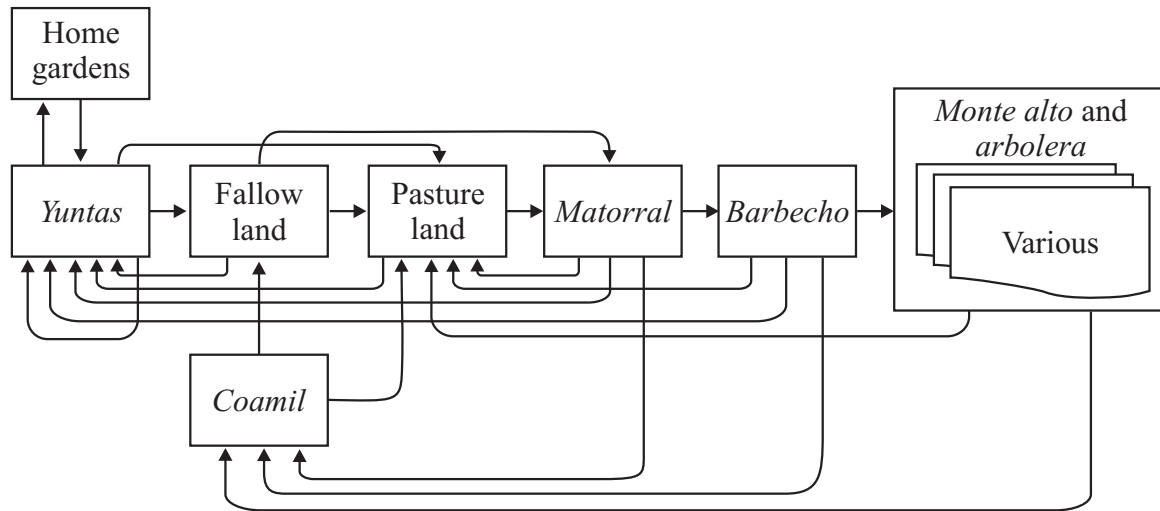 Home
gardens
Monte alto and
arbolera
Yuntas
Fallow
land
Pasture
land
Matorral
Barbecho
Various
Coamil